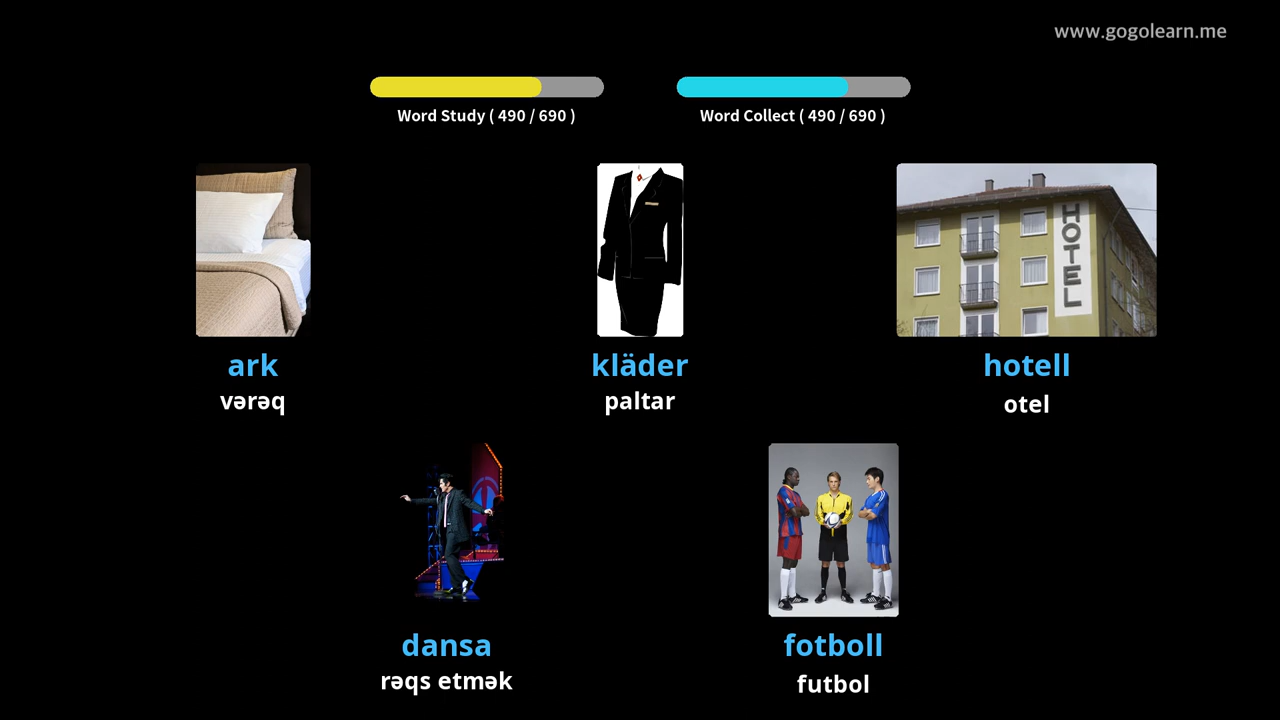 www.gogolearn.me
Word Study ( 490 / 690 )
Word Collect ( 490 / 690 )
HOTEL
ark
vərəq
kläder
paltar
hotell
otel
dansa
rəqs etmək
fotboll
futbol